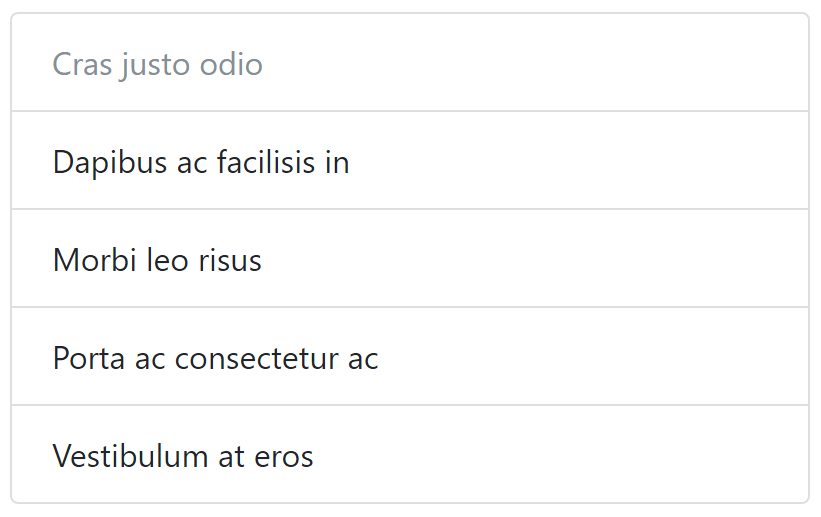 Cras justo odio
Dapibus ac facilisis in
Morbi leo risus
Porta ac consectetur ac
Vestibulum at eros